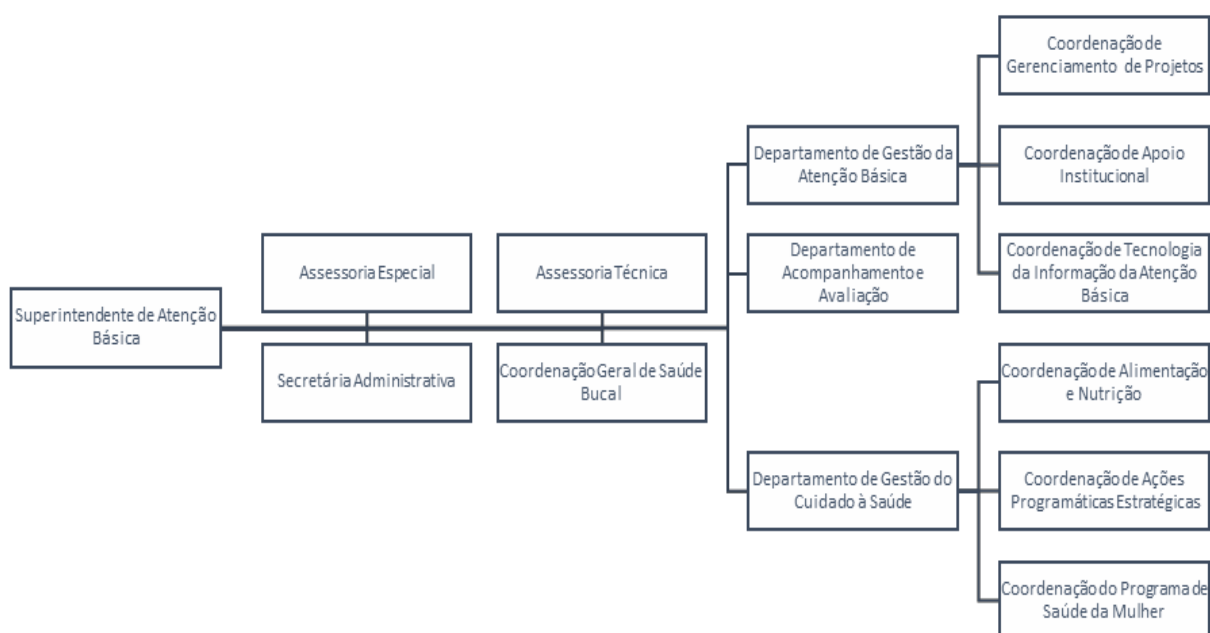 Superintendente de Atenção
Básica
Assessoria Especial
Secretária Administrativa
Assessoria Técnica
Coordenação Geral de Saúde
Bucal
Departamento de Gestão da
Atenção Básica
Departamento de
Acompanhamento e
Avaliação
Departamento de Gestão do
Cuidado à Saúde
Coordenação de
Gerenciamento de Projetos
Coordenação de Apoio
Institucional
Coordenação de Tecnologia
da Informação da Atenção
Básica
Coordenação de Alimentação
e Nutrição
Coordenação de Ações
Programáticas Estratégicas
Coordenação do Programa de
Saúde da Mulher